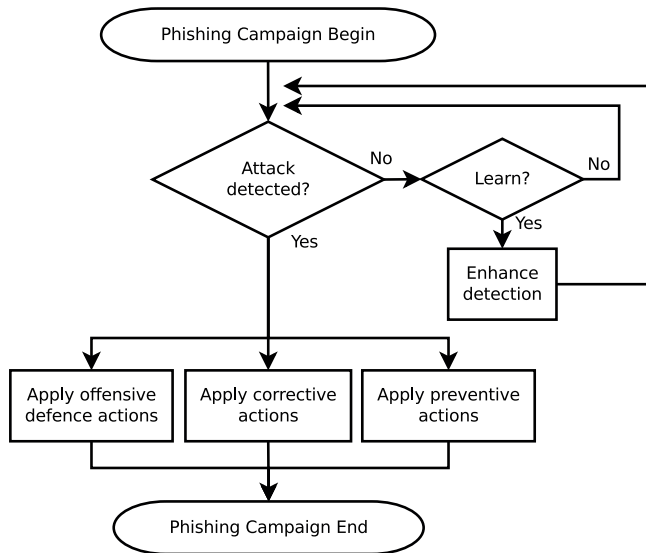 Phishing Campaign Begin
Attack
detected?
No
Learn?
No
Yes
Yes
Enhance
detection
Apply offensive
defence actions
Apply corrective
actions
Apply preventive
actions
Phishing Campaign End